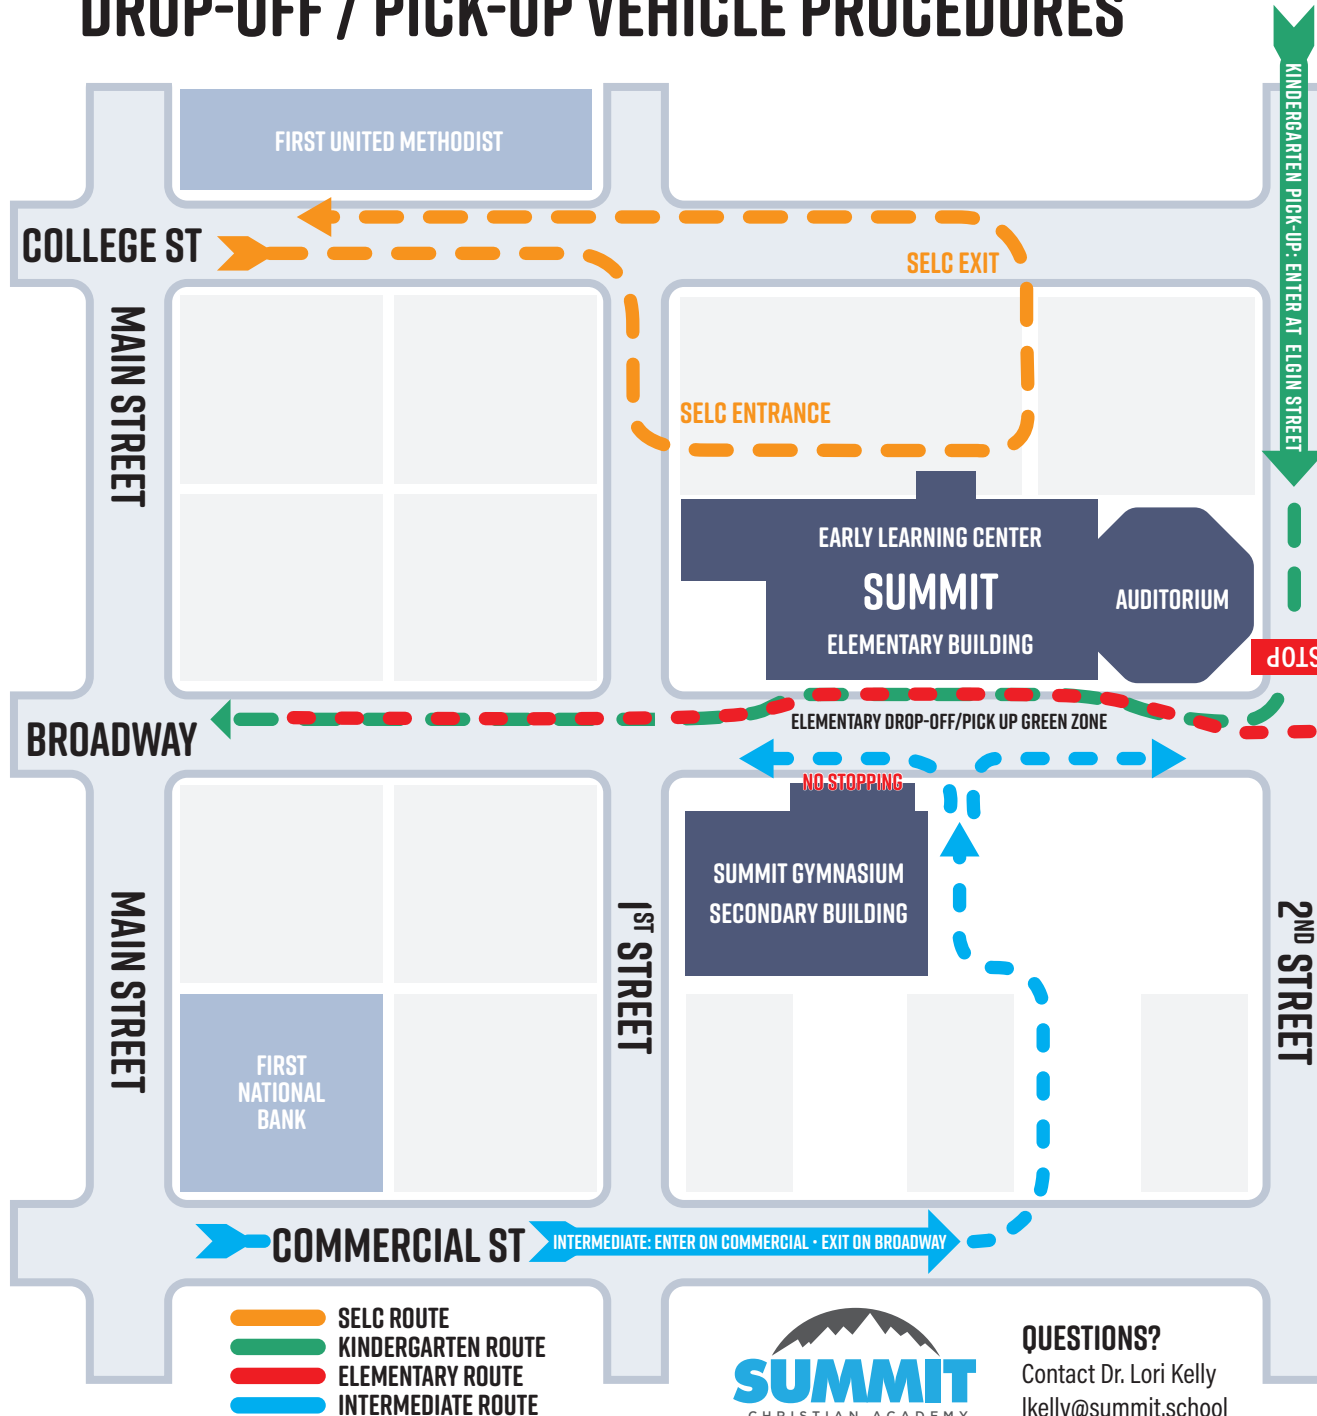 DROP-OFF / PICK-UP VEHICLE PROCEDURES
KINDERGARTEN PICK-UP: ENTER AT ELGIN STREET
FIRST UNITED METHODIST
COLLEGE ST
SELC EXIT
MAIN STREET
SELC ENTRANCE
EARLY LEARNING CENTER
SUMMIT
ELEMENTARY BUILDING
AUDITORIUM
STOP
BROADWAY
ELEMENTARY DROP-OFF/PICK UP GREEN ZONE
NO STOPPING
SUMMIT GYMNASIUM
SECONDARY BUILDING
MAIN STREET
1ST STREET
2ND STREET
FIRST
NATIONAL
BANK
COMMERCIAL ST
INTERMEDIATE: ENTER ON COMMERCIAL • EXIT ON BROADWAY
SELC ROUTE
KINDERGARTEN ROUTE
ELEMENTARY ROUTE
INTERMEDIATE ROUTE
SUMMIT
CHRISTIAN ACADEMY
QUESTIONS?
Contact Dr. Lori Kelly
lkelly@summit.school